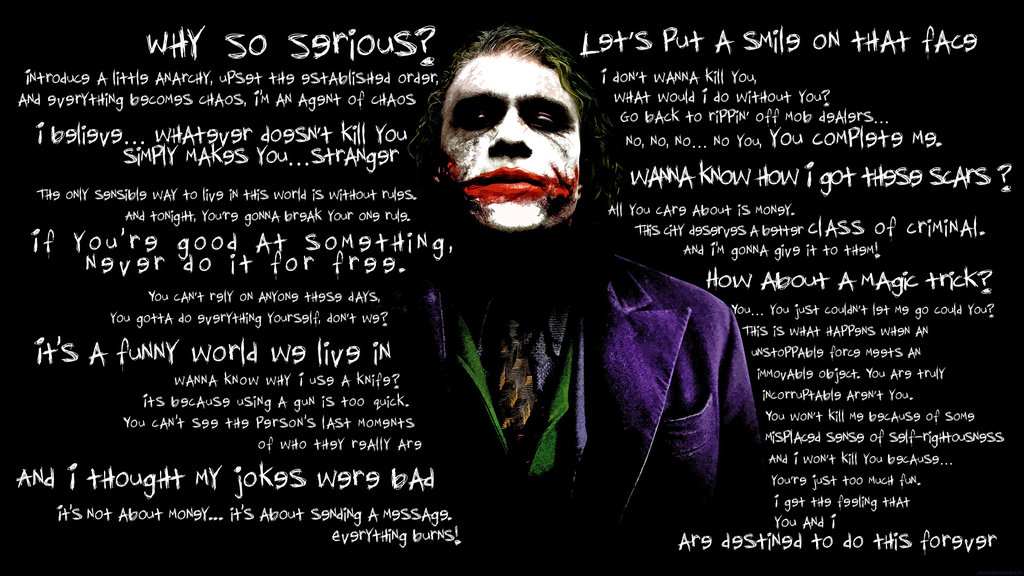 WHY SO SERIOUS?
INTRODUCE A LITTLE ANARCHY, UPSET THE ESTABLISHED ORDER,
AND EVERYTHING BECOMES CHAOS, I'M AN AGENT OF CHAOS
I BELIEVE... WHATEVER DOESN'T KILL YOU
SIMPLY MAKES YOU...STRANGER
THE ONLY SENSIBLE WAY TO LIVE IN THIS WORLD IS WITHOUT RULES.
AND TONIGHT, YOU'RE GONNA BREAK YOUR ONE RULE.
IF YOU'RE GOOD AT SOMETHING,
NEVER DO IT FOR FREE.
YOU CAN'T RELY ON ANYONE THESE DAYS,
YOU GOTTA DO EVERYTHING YOURSELF, DON'T WE?
IT'S A FUNNY WORLD WE LIVE IN
WANNA KNOW WHY I USE A KNIFE?
ITS BECAUSE USING A GUN IS TOO QUICK.
YOU CAN'T SEE THE PERSON'S LAST MOMENTS
OF WHO THEY REALLY ARE
AND I THOUGHT MY JOKES WERE BAD
IT'S NOT ABOUT MONEY... IT'S ABOUT SENDING A MESSAGE.
EVERYTHING BURNS!
LET'S PUT A SMILE ON THAT FACE
I DON'T WANNA KILL YOU,
WHAT WOULD I DO WITHOUT YOU?
GO BACK TO RIPPIN' OFF MOB DEALERS...
NO, NO, NO... NO YOU, YOU COMPLETE ME.
WANNA KNOW HOW I GOT THESE SCARS ?
ALL YOU CARE ABOUT IS MONEY.
THIS CITY DESERVES A BETTER CLASS OF CRIMINAL.
AND I'M GONNA GIVE IT TO THEM!
HOW ABOUT A MAGIC TRICK?
YOU... YOU JUST COULDN'T LET ME GO COULD YOU?
THIS IS WHAT HAPPENS WHEN AN
UNSTOPPABLE FORCE MEETS AN
IMMOVABLE OBJECT. YOU ARE TRULY
INCORRUPTABLE AREN'T YOU.
YOU WON'T KILL ME BECAUSE OF SOME
MISPLACED SENSE OF SELF-RIGHTOUSNESS
AND I WON'T KILL YOU BECAUSE...
YOU'RE JUST TOO MUCH FUN.
I GET THE FEELING THAT
YOU AND I
ARE DESTINED TO DO THIS FOREVER